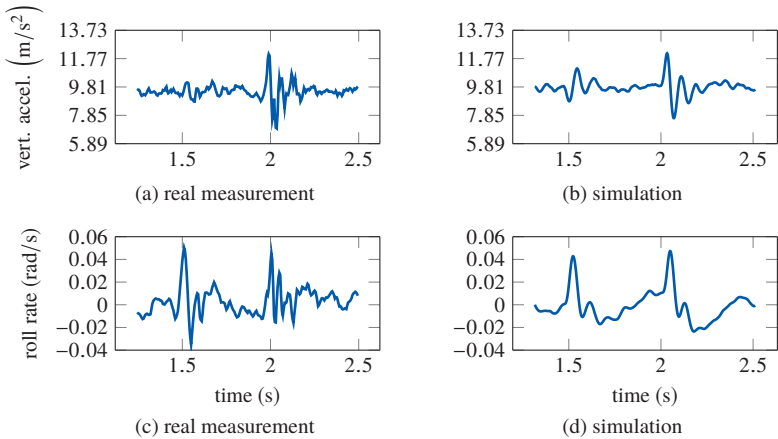 vert. accel. (m/s²)
13.73
11.77
9.81
7.85
5.89
1.5 2 2.5
(a) real measurement
13.73
11.77
9.81
7.85
5.89
1.5 2 2.5
(b) simulation
roll rate (rad/s)
0.06
0.04
0.02
0
−0.02
−0.04
1.5 2 2.5
time (s)
(c) real measurement
0.06
0.04
0.02
0
−0.02
−0.04
1.5 2 2.5
time (s)
(d) simulation